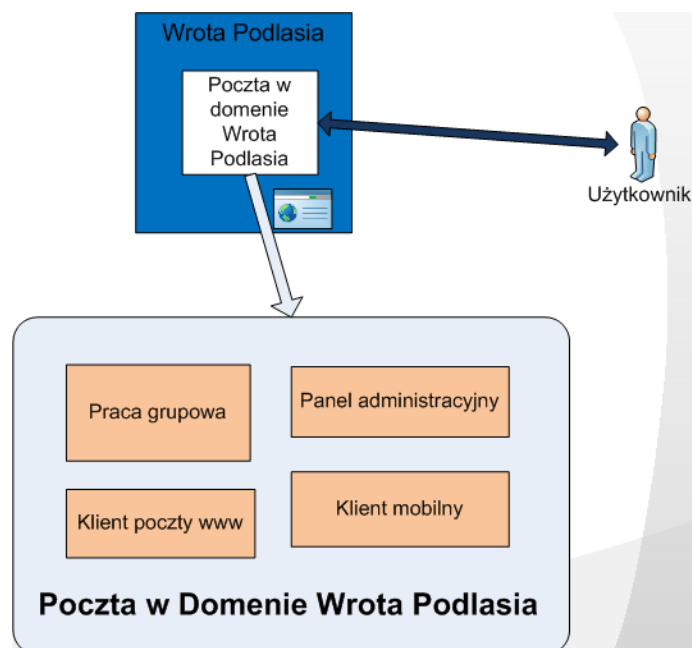 Wrota Podlasia
Poczta w
domenie
Wrota
Podlasia
Użytkownik
Praca grupowa
Panel administracyjny
Klient poczty www
Klient mobilny
Poczta w Domenie Wrota Podlasia